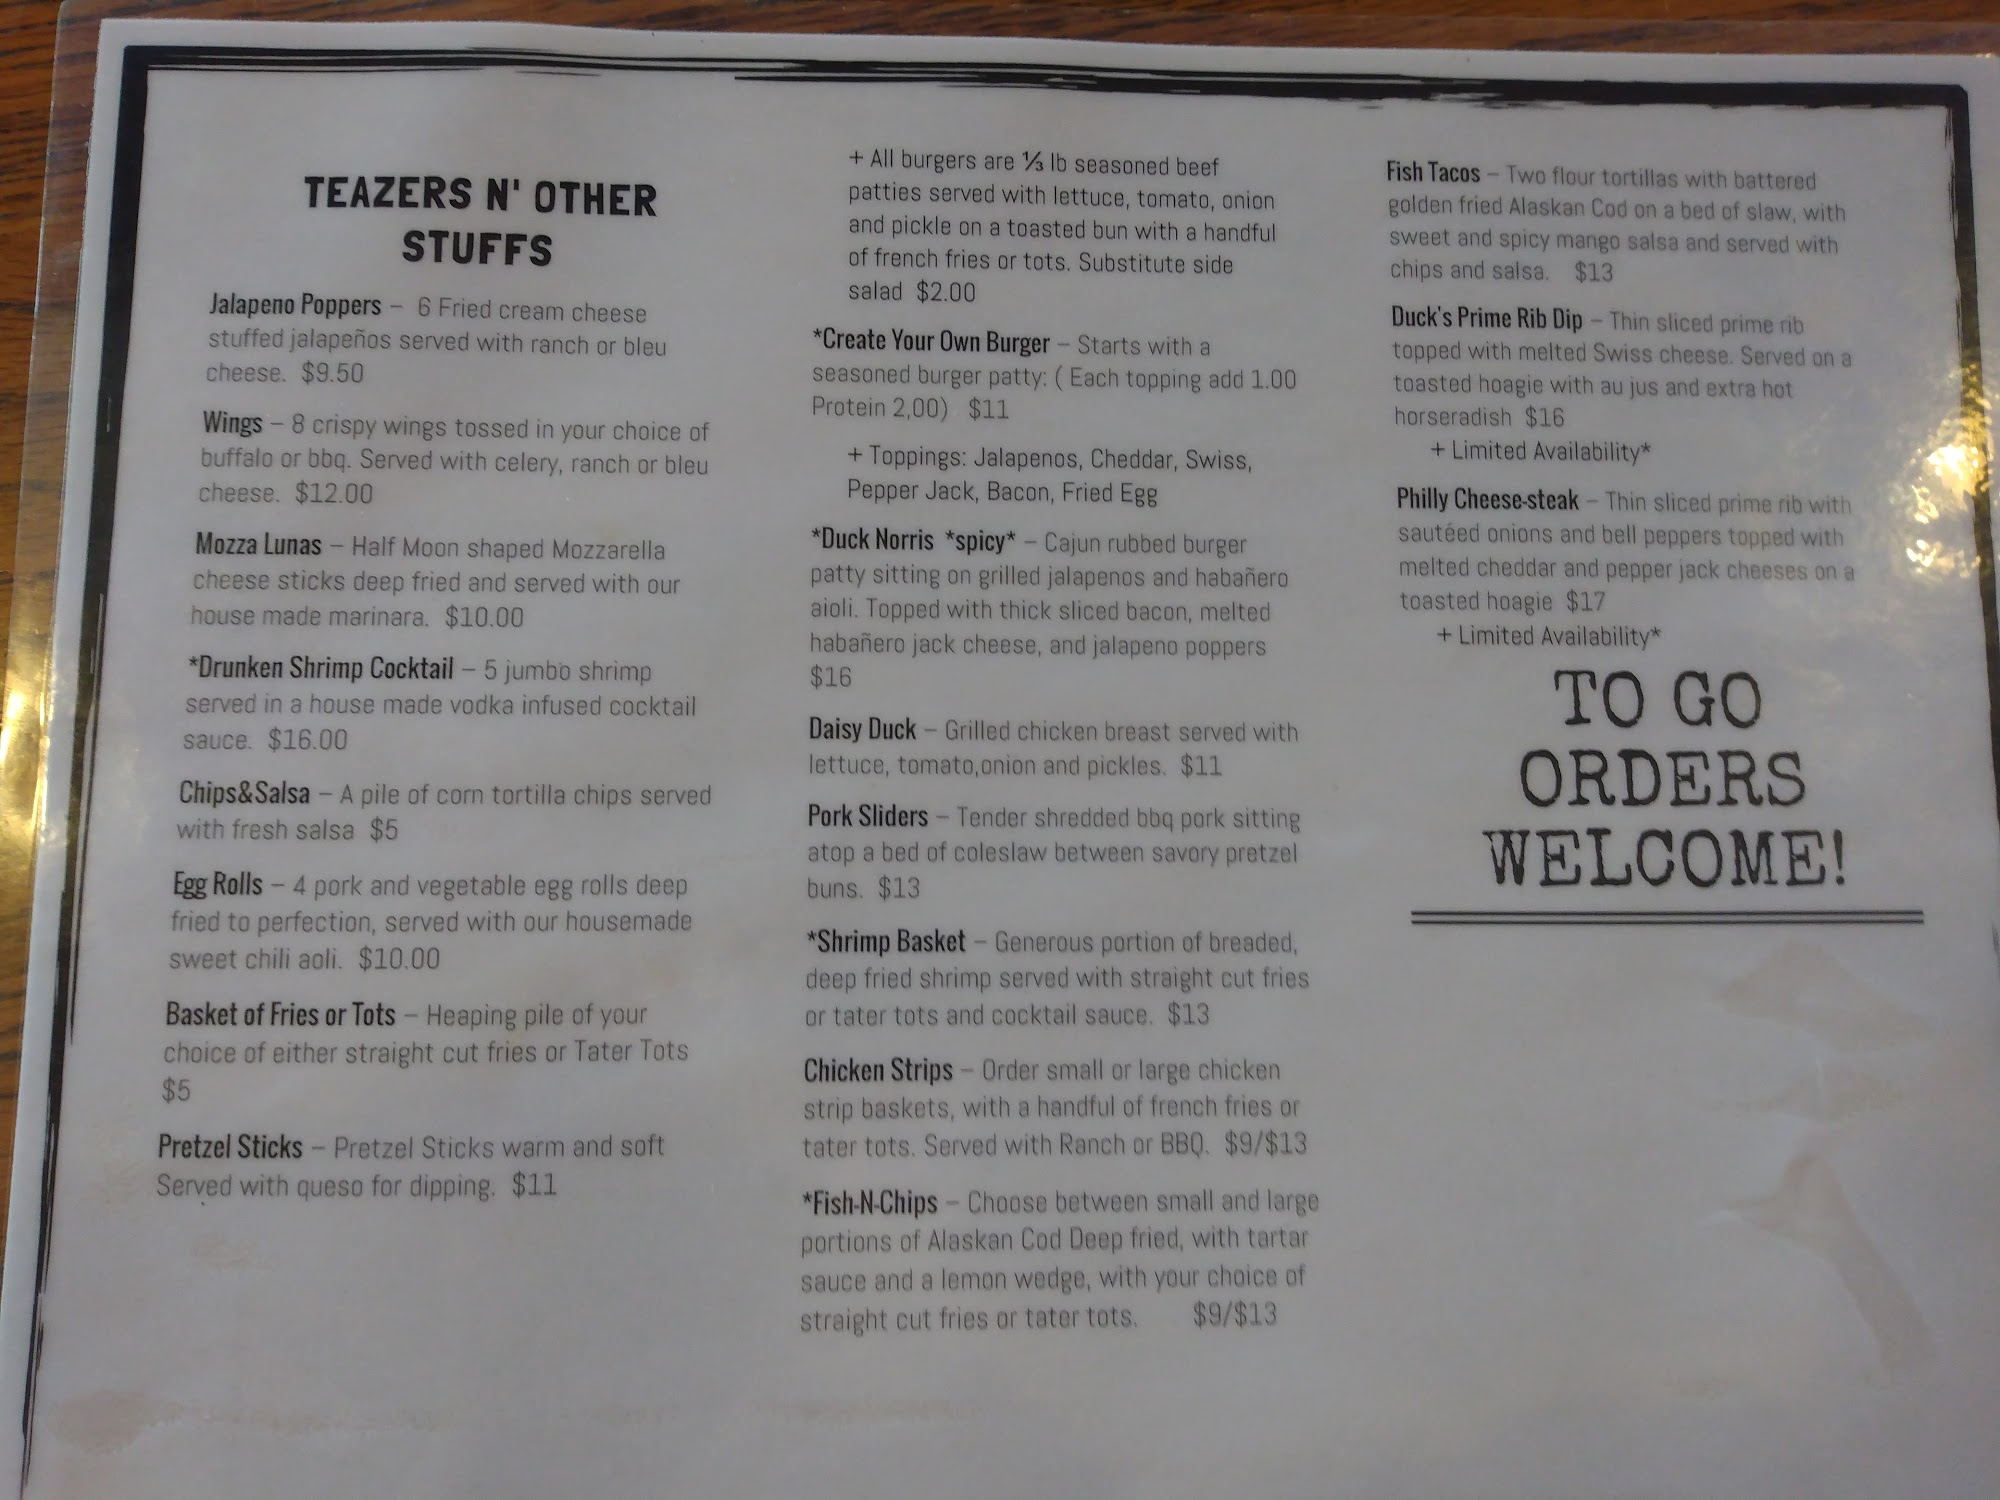 TEAZERS N' OTHER
STUFFS
Jalapeno Poppers – 6 Fried cream cheese
stuffed jalapeños served with ranch or bleu
cheese. $9.50
Wings – 8 crispy wings tossed in your choice of
buffalo or bbq. Served with celery, ranch or bleu
cheese. $12.00
Mozza Lunas – Half Moon shaped Mozzarella
cheese sticks deep fried and served with our
house made marinara. $10.00
*Drunken Shrimp Cocktail – 5 jumbo shrimp
served in a house made vodka infused cocktail
sauce. $16.00
Chips&Salsa – A pile of corn tortilla chips served
with fresh salsa $5
Egg Rolls – 4 pork and vegetable egg rolls deep
fried to perfection, served with our housemade
sweet chili aoli. $10.00
Basket of Fries or Tots – Heaping pile of your
choice of either straight cut fries or Tater Tots
$5
Pretzel Sticks – Pretzel Sticks warm and soft
Served with queso for dipping. $11
+ All burgers are ⅓ lb seasoned beef
patties served with lettuce, tomato, onion
and pickle on a toasted bun with a handful
of french fries or tots. Substitute side
salad $2.00
*Create Your Own Burger – Starts with a
seasoned burger patty: ( Each topping add 1.00
Protein 2,00) $11
+ Toppings: Jalapenos, Cheddar, Swiss,
Pepper Jack, Bacon, Fried Egg
*Duck Norris *spicy* – Cajun rubbed burger
patty sitting on grilled jalapenos and habañero
aioli. Topped with thick sliced bacon, melted
habañero jack cheese, and jalapeno poppers
$16
Daisy Duck – Grilled chicken breast served with
lettuce, tomato,onion and pickles. $11
Pork Sliders – Tender shredded bbq pork sitting
atop a bed of coleslaw between savory pretzel
buns. $13
*Shrimp Basket – Generous portion of breaded,
deep fried shrimp served with straight cut fries
or tater tots and cocktail sauce. $13
Chicken Strips – Order small or large chicken
strip baskets, with a handful of french fries or
tater tots. Served with Ranch or BBQ. $9/$13
*Fish-N-Chips – Choose between small and large
portions of Alaskan Cod Deep fried, with tartar
sauce and a lemon wedge, with your choice of
straight cut fries or tater tots. $9/$13
Fish Tacos – Two flour tortillas with battered
golden fried Alaskan Cod on a bed of slaw, with
sweet and spicy mango salsa and served with
chips and salsa. $13
Duck's Prime Rib Dip – Thin sliced prime rib
topped with melted Swiss cheese. Served on a
toasted hoagie with au jus and extra hot
horseradish $16
+ Limited Availability*
Philly Cheese-steak – Thin sliced prime rib with
sautéed onions and bell peppers topped with
melted cheddar and pepper jack cheeses on a
toasted hoagie $17
+ Limited Availability*
TO GO
ORDERS
WELCOME!